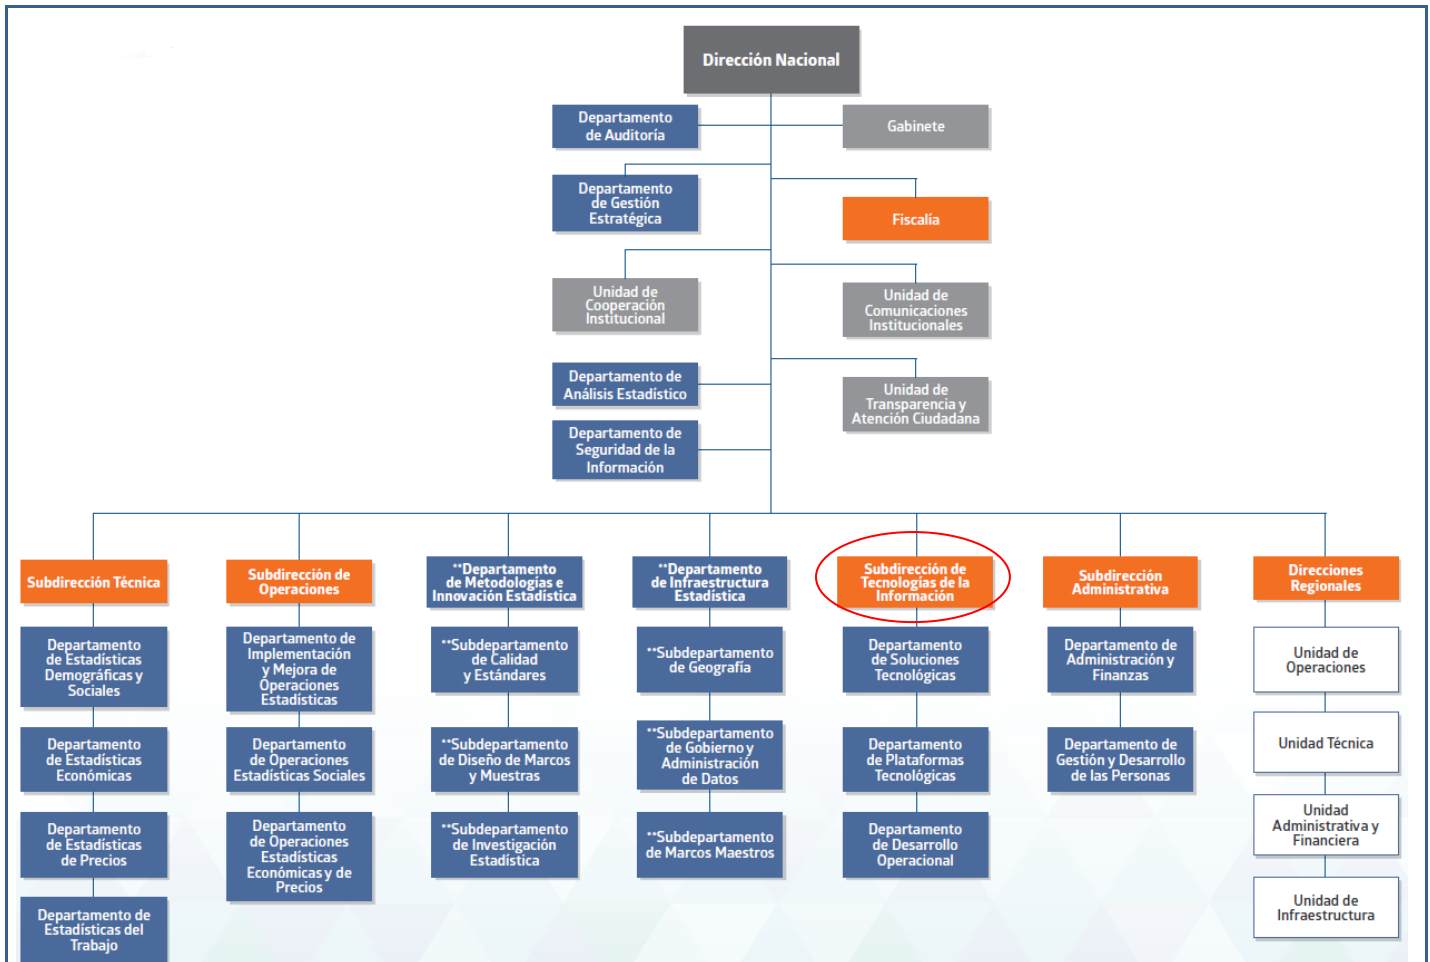 Dirección Nacional
Departamento
de Auditoría
Gabinete
Departamento
de Gestión
Estratégica
Fiscalía
Unidad de
Cooperación
Institucional
Unidad de
Comunicaciones
Institucionales
Departamento de
Análisis Estadístico
Unidad de
Transparencia y
Atención Ciudadana
Departamento de
Seguridad de la
Información
Subdirección Técnica
Departamento
de Estadísticas
Demográficas y
Sociales
Departamento
de Estadísticas
Económicas
Departamento
de Estadísticas
de Precios
Departamento de
Estadísticas del
Trabajo
Subdirección de
Operaciones
Departamento de
Implementación
y Mejora de
Operaciones
Estadísticas
Departamento
de Operaciones
Estadísticas Sociales
Departamento
de Operaciones
Estadísticas
Económicas y de
Precios
**Departamento
de Metodologías e
Innovación Estadística
**Subdepartamento
de Calidad
y Estándares
**Subdepartamento
de Diseño de Marcos
y Muestras
**Subdepartamento
de Investigación
Estadística
**Departamento
de Infraestructura
Estadística
**Subdepartamento
de Geografía
**Subdepartamento
de Gobierno y
Administración
de Datos
**Subdepartamento
de Marcos Maestros
Subdirección de
Tecnologías de la
Información
Departamento
de Soluciones
Tecnológicas
Departamento
de Plataformas
Tecnológicas
Departamento
de Desarrollo
Operacional
Subdirección
Administrativa
Departamento de
Administración y
Finanzas
Departamento de
Gestión y Desarrollo
de las Personas
Direcciones
Regionales
Unidad de
Operaciones
Unidad Técnica
Unidad
Administrativa y
Financiera
Unidad de
Infraestructura